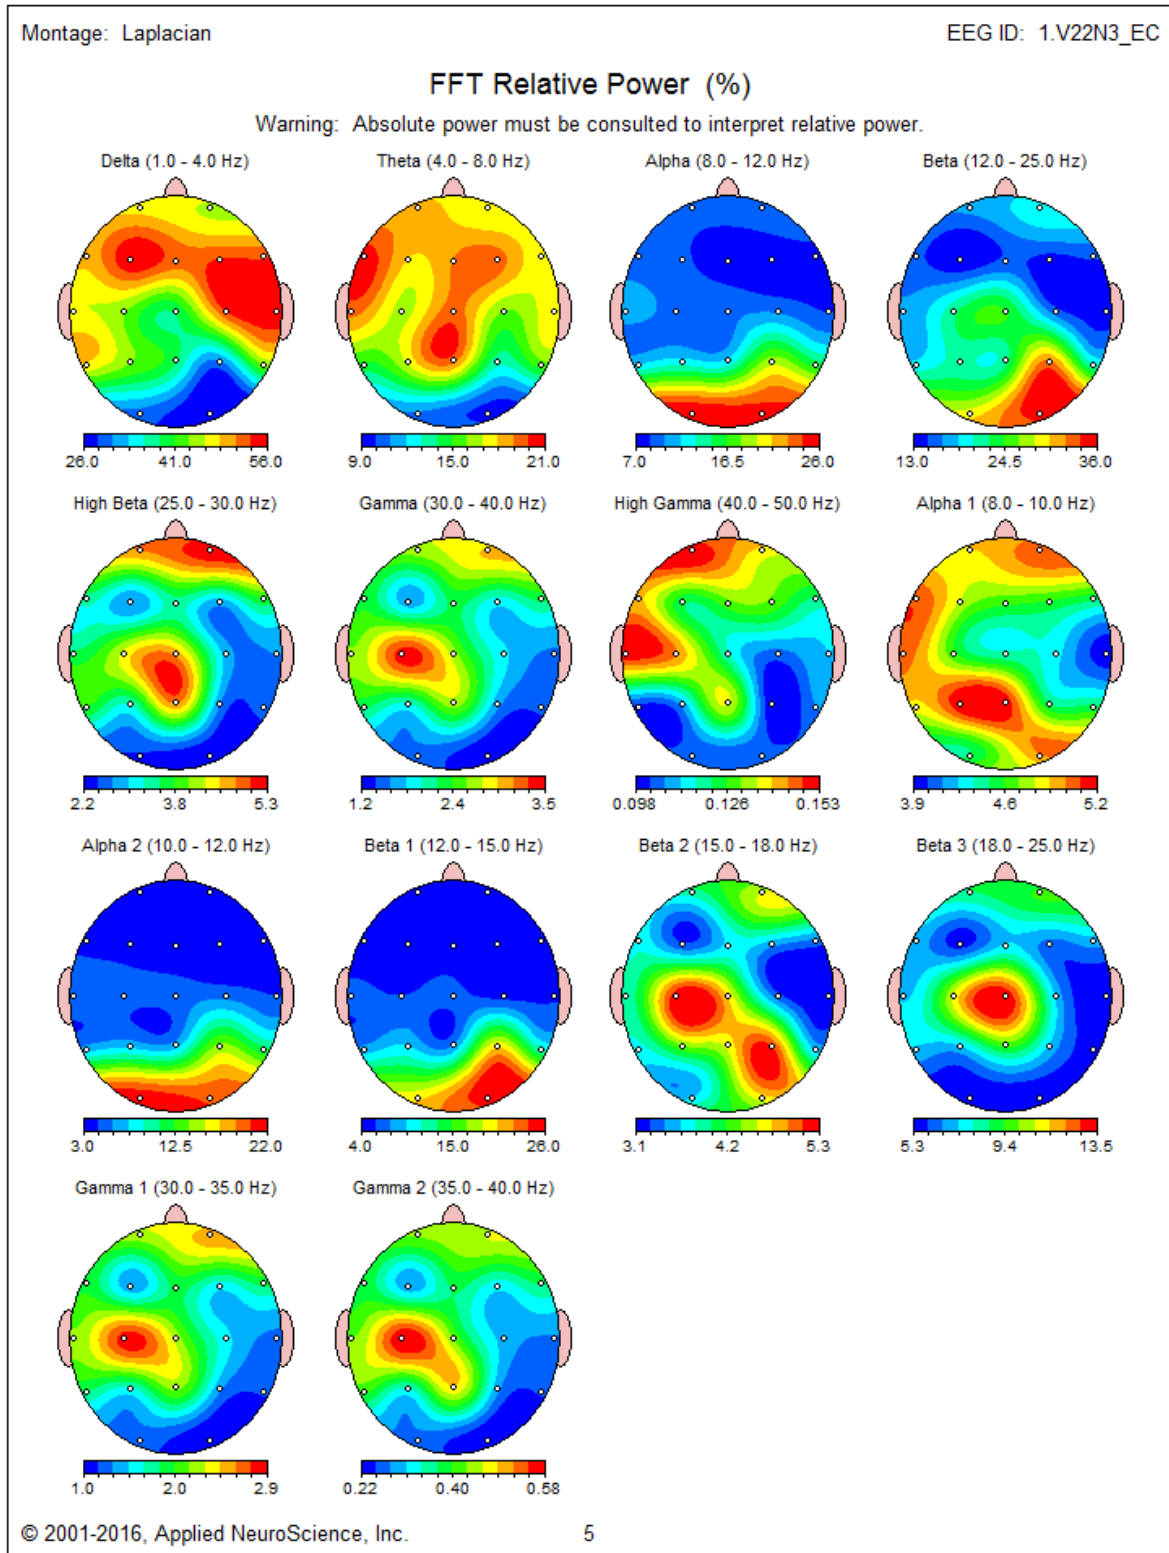 Montage: Laplacian EEG ID: 1.V22N3_EC
FFT Relative Power (%)
Warning: Absolute power must be consulted to interpret relative power.
Delta (1.0 - 4.0 Hz) Theta (4.0 - 8.0 Hz) Alpha (8.0 - 12.0 Hz) Beta (12.0 - 25.0 Hz)
26.0 41.0 56.0 9.0 15.0 21.0 7.0 16.5 26.0 13.0 24.5 36.0
High Beta (25.0 - 30.0 Hz) Gamma (30.0 - 40.0 Hz) High Gamma (40.0 - 50.0 Hz) Alpha 1 (8.0 - 10.0 Hz)
2.2 3.8 5.3 1.2 2.4 3.5 0.098 0.126 0.153 3.9 4.6 5.2
Alpha 2 (10.0 - 12.0 Hz) Beta 1 (12.0 - 15.0 Hz) Beta 2 (15.0 - 18.0 Hz) Beta 3 (18.0 - 25.0 Hz)
3.0 12.5 22.0 4.0 15.0 26.0 3.1 4.2 5.3 5.3 9.4 13.5
Gamma 1 (30.0 - 35.0 Hz) Gamma 2 (35.0 - 40.0 Hz)
1.0 2.0 2.9 0.22 0.40 0.58
© 2001-2016, Applied NeuroScience, Inc. 5